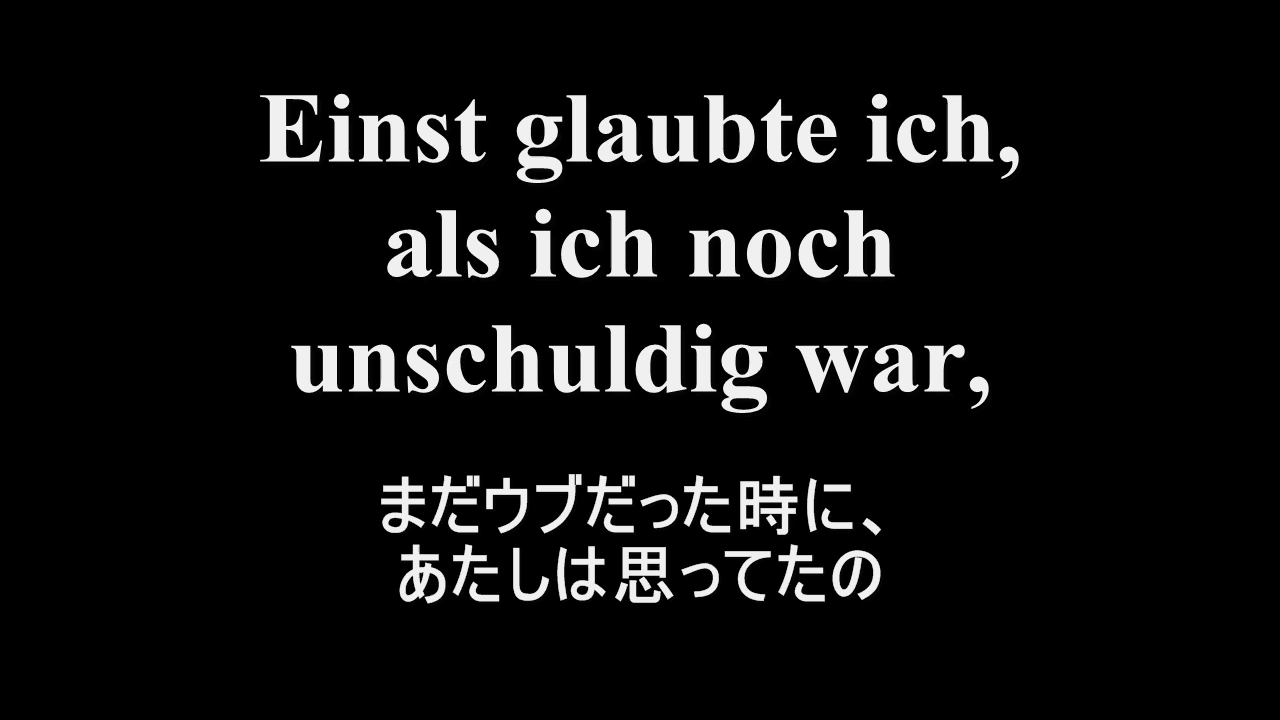 Einst glaubte ich,
als ich noch
unschuldig war,
まだウブだった時に、
あたしは思ってたの